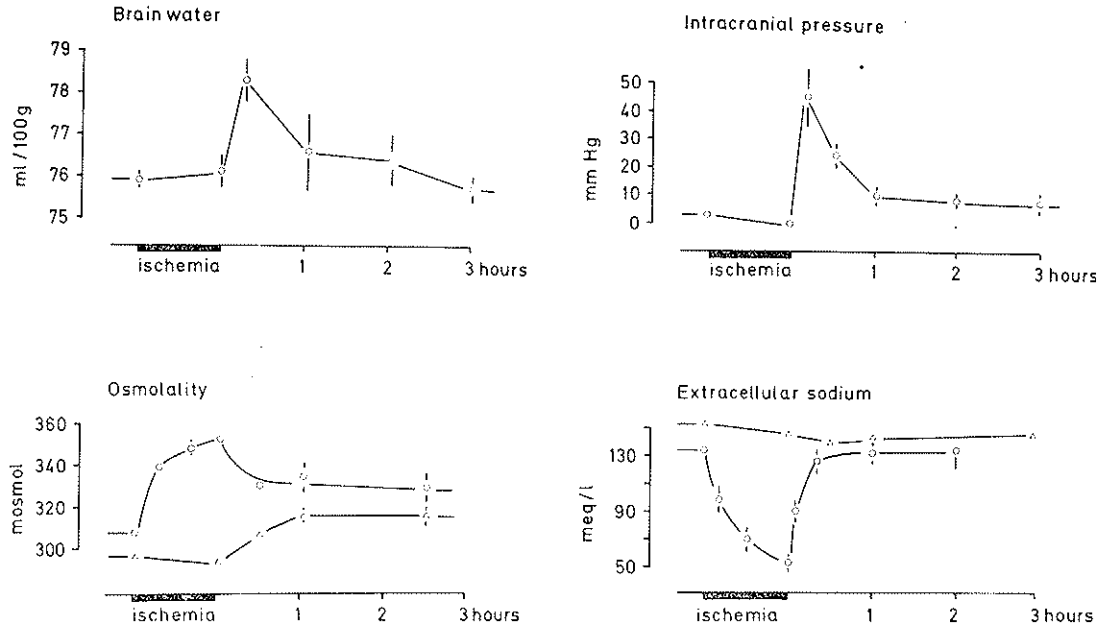 Brain water
79
78
77
76
75
ml/100g
ischemia 1 2 3 hours
Intracranial pressure
50
40
30
20
10
0
mm Hg
ischemia 1 2 3 hours
Osmolality
360
340
320
300
mosmol
ischemia 1 2 3 hours
Extracellular sodium
130
90
50
meq/l
ischemia 1 2 3 hours